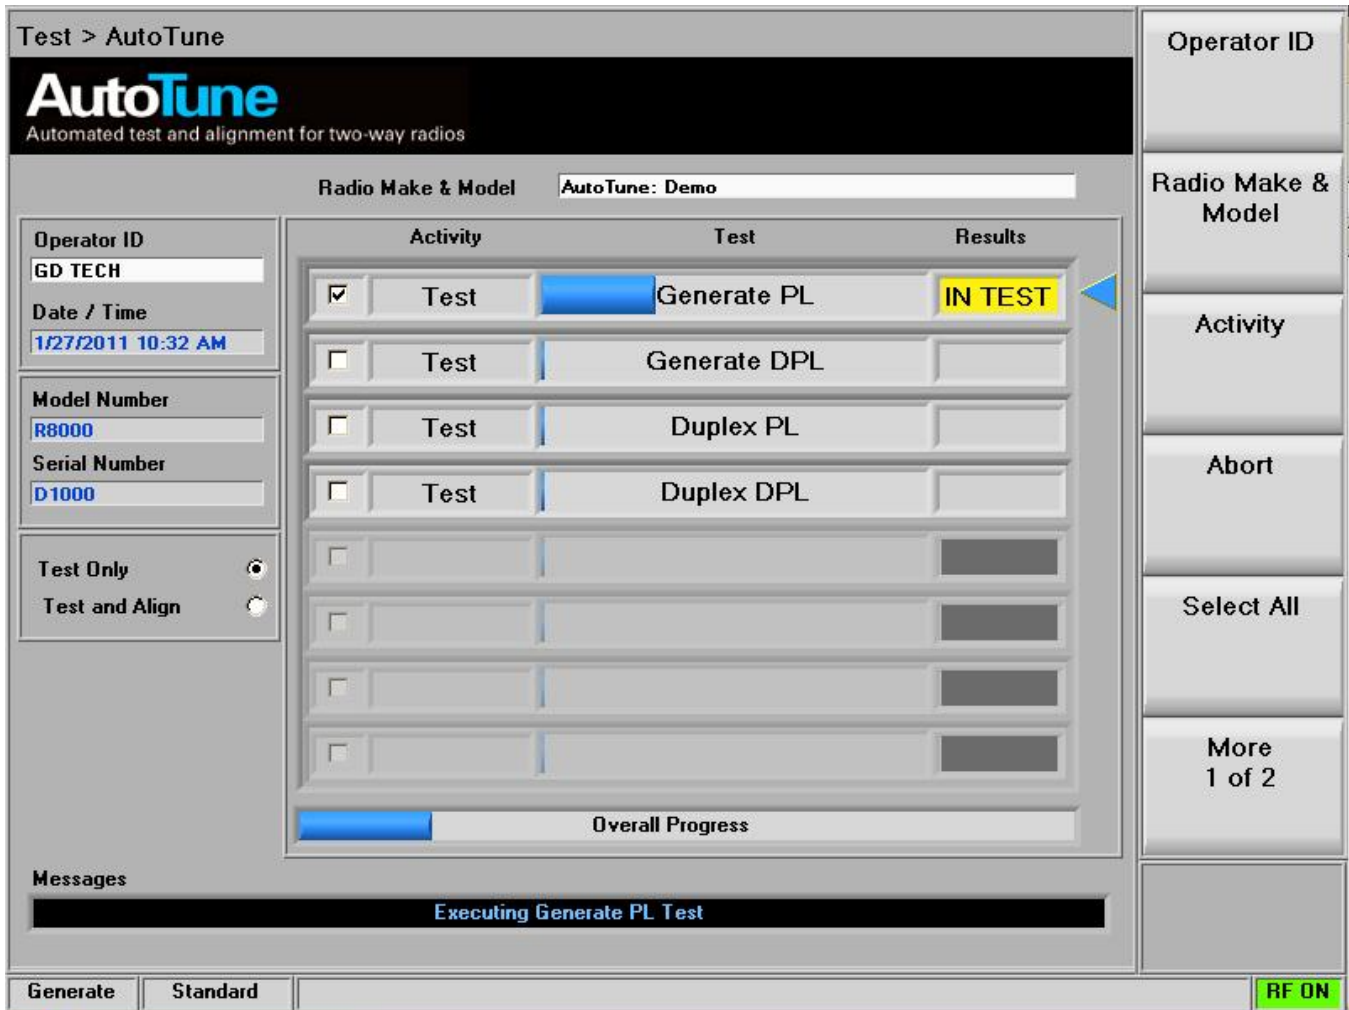 Test > AutoTune
AutoTune
Automated test and alignment for two-way radios
Radio Make & Model
AutoTune: Demo
Operator ID
GD TECH
Date / Time
1/27/2011 10:32 AM
Model Number
R8000
Serial Number
D1000
Test Only
Test and Align
Activity Test Results
Test Generate PL IN TEST
Test Generate DPL
Test Duplex PL
Test Duplex DPL
Overall Progress
Messages
Executing Generate PL Test
Generate Standard
RF ON
Operator ID
Radio Make &
Model
Activity
Abort
Select All
More
1 of 2